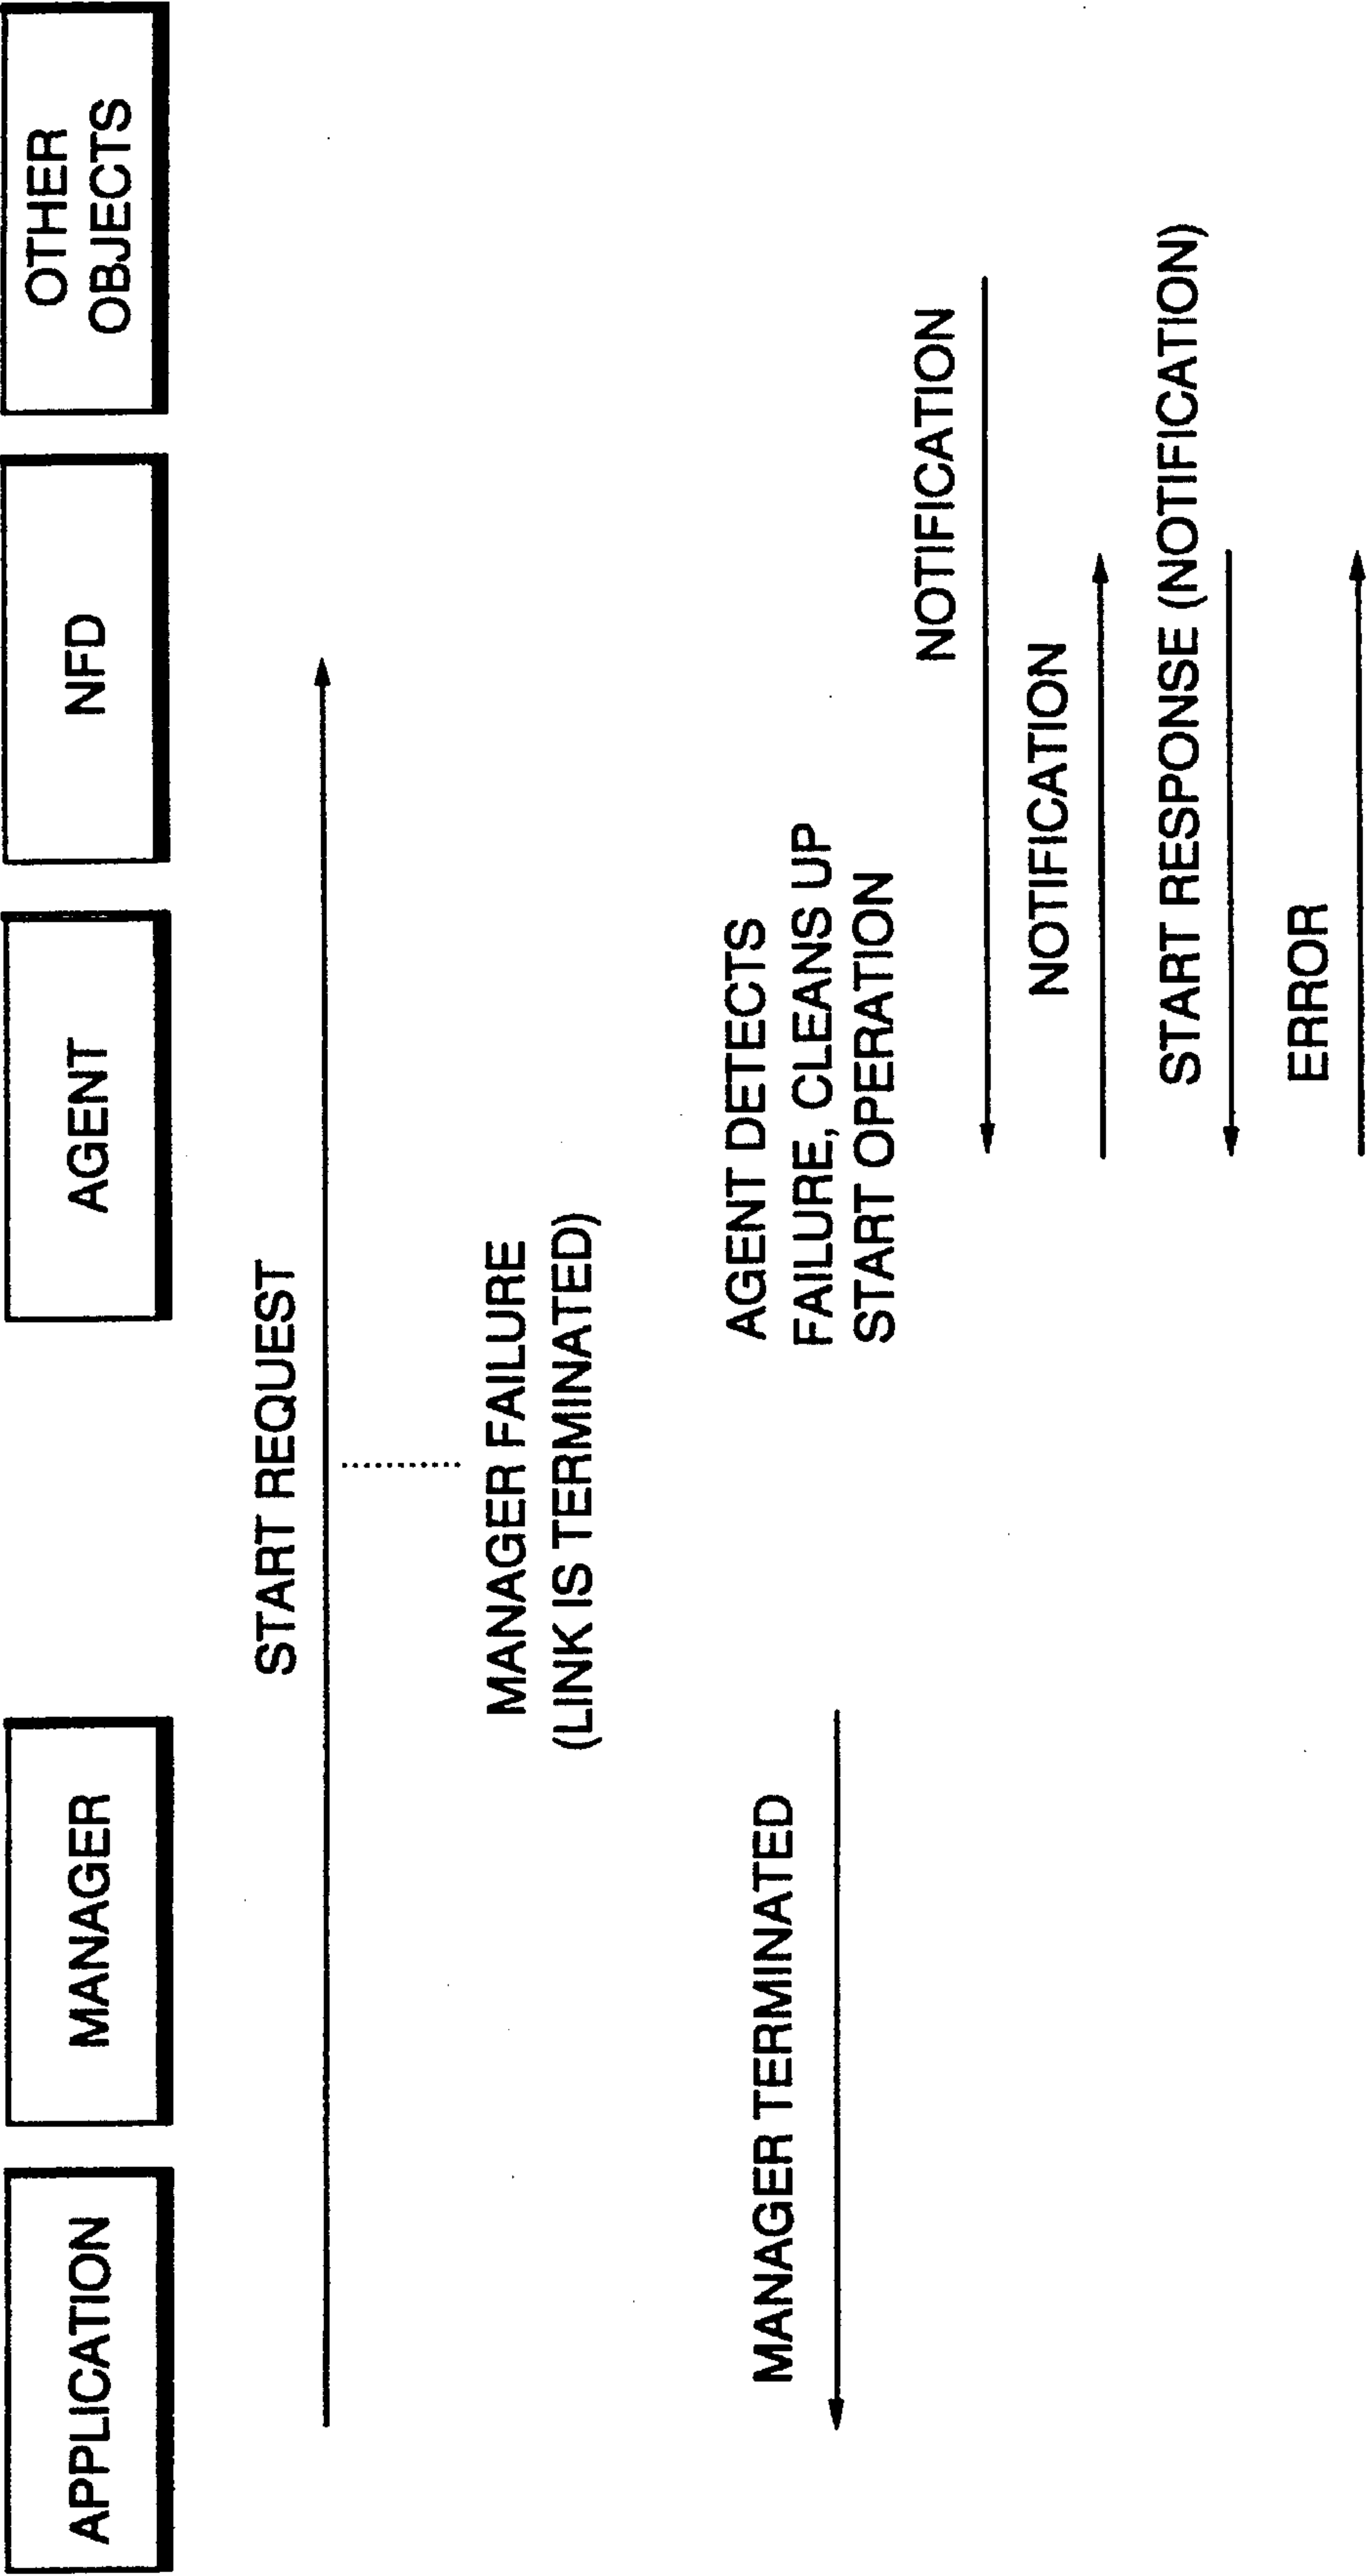 APPLICATION
MANAGER
AGENT
NFD
OTHER
OBJECTS
START REQUEST
MANAGER FAILURE
(LINK IS TERMINATED)
AGENT DETECTS
FAILURE, CLEANS UP
START OPERATION
MANAGER TERMINATED
NOTIFICATION
NOTIFICATION
START RESPONSE (NOTIFICATION)
ERROR